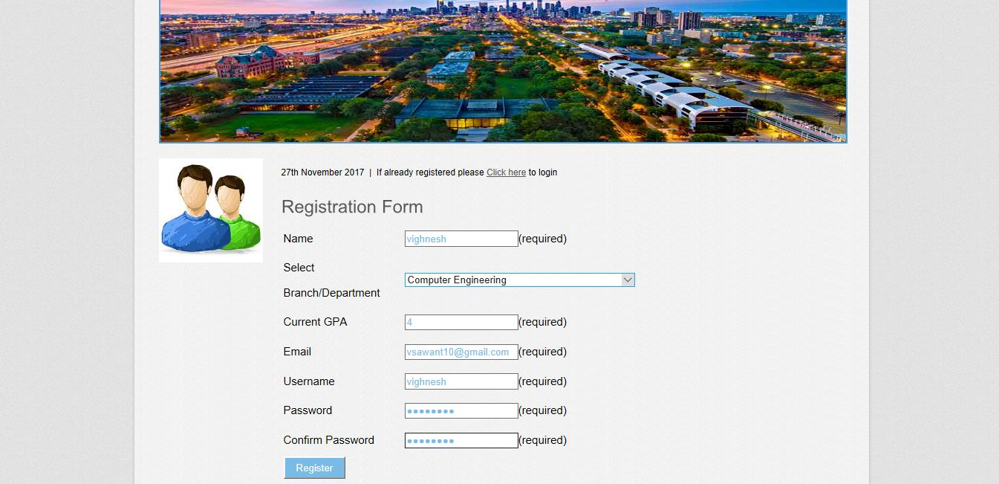 27th November 2017 | If already registered please Click here to login
Registration Form
Name vighnesh (required)
Select
Branch/Department Computer Engineering
Current GPA 4 (required)
Email vsawant10@gmail.com (required)
Username vighnesh (required)
Password •••••••• (required)
Confirm Password •••••••• (required)
Register